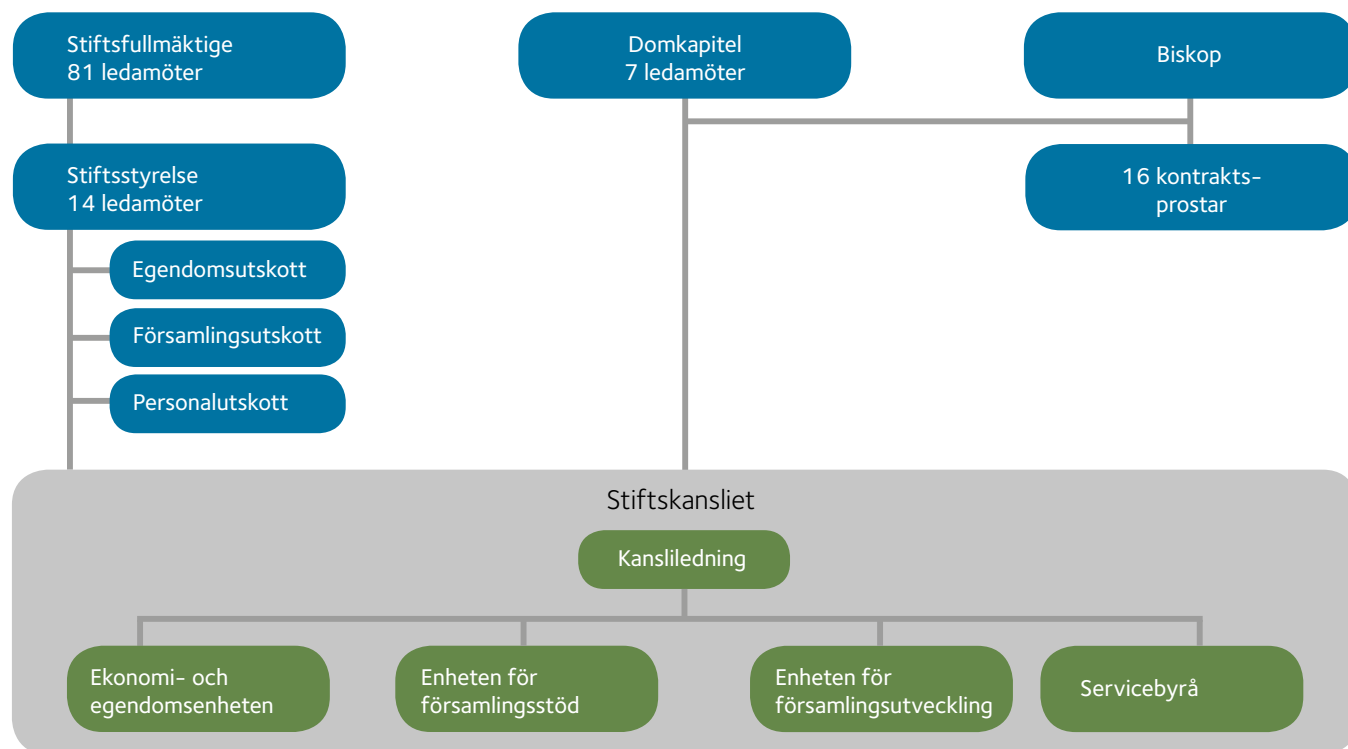 Stiftsfullmäktige
81 ledamöter
Domkapitel
7 ledamöter
Biskop
Stiftsstyrelse
14 ledamöter
16 kontrakts-
prostar
Egendomsutskott
Församlingsutskott
Personalutskott
Stiftskansliet
Kansliledning
Ekonomi- och
egendomsenheten
Enheten för
församlingsstöd
Enheten för
församlingsutveckling
Servicebyrå